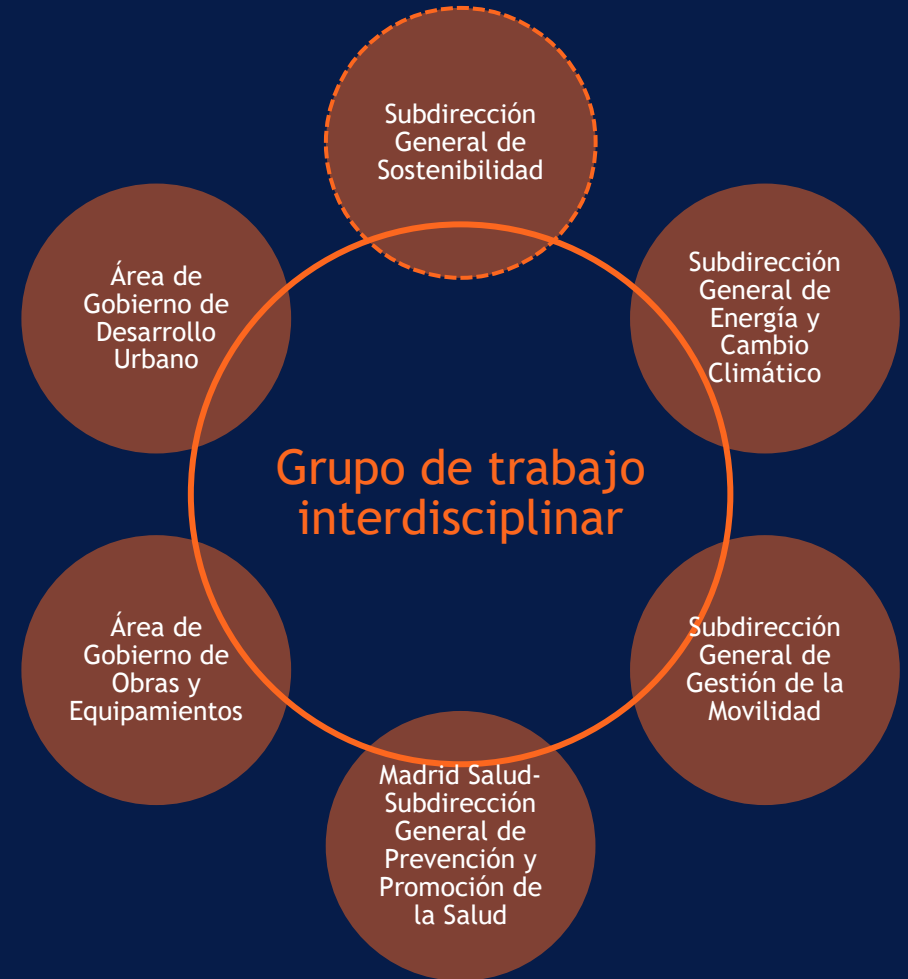 Subdirección
General de
Sostenibilidad
Área de
Gobierno de
Desarrollo
Urbano
Subdirección
General de
Energía y
Cambio
Climático
Grupo de trabajo
interdisciplinar
Área de
Gobierno de
Obras y
Equipamientos
Subdirección
General de
Gestión de la
Movilidad
Madrid Salud-
Subdirección
General de
Prevención y
Promoción de
la Salud